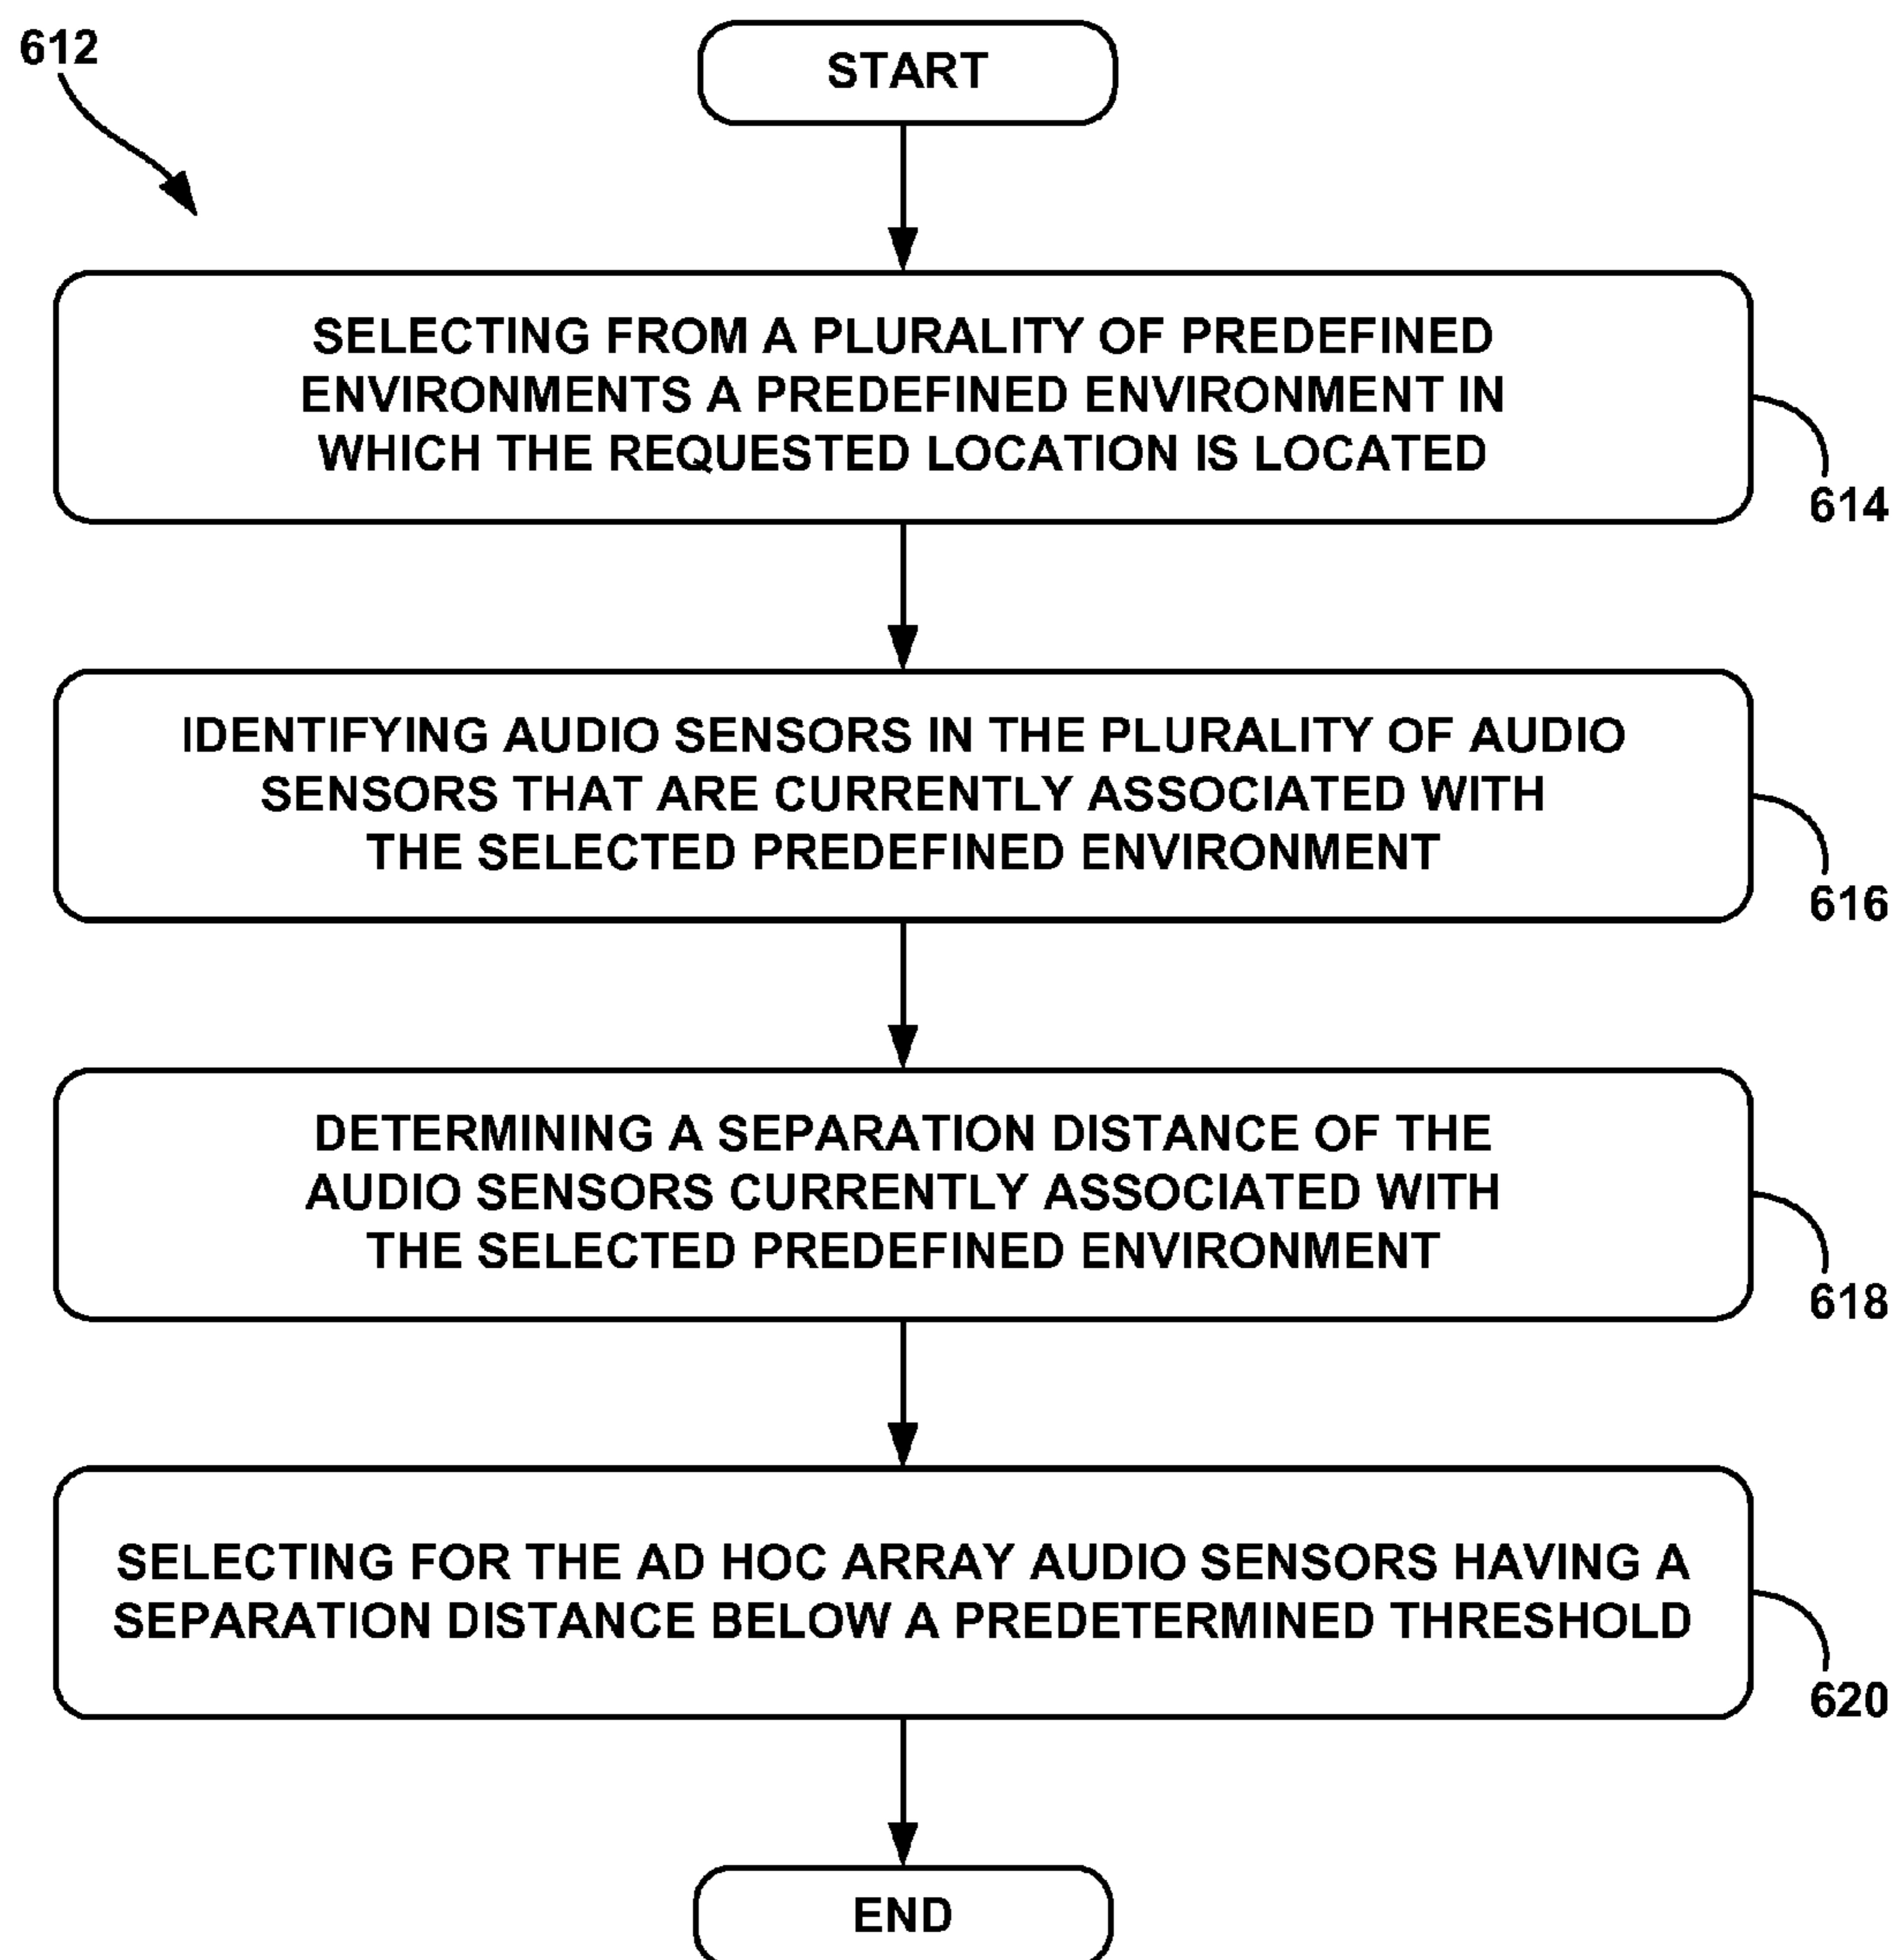 612
START
SELECTING FROM A PLURALITY OF PREDEFINED
ENVIRONMENTS A PREDEFINED ENVIRONMENT IN
WHICH THE REQUESTED LOCATION IS LOCATED
614
IDENTIFYING AUDIO SENSORS IN THE PLURALITY OF AUDIO
SENSORS THAT ARE CURRENTLY ASSOCIATED WITH
THE SELECTED PREDEFINED ENVIRONMENT
616
DETERMINING A SEPARATION DISTANCE OF THE
AUDIO SENSORS CURRENTLY ASSOCIATED WITH
THE SELECTED PREDEFINED ENVIRONMENT
618
SELECTING FOR THE AD HOC ARRAY AUDIO SENSORS HAVING A
SEPARATION DISTANCE BELOW A PREDETERMINED THRESHOLD
620
END